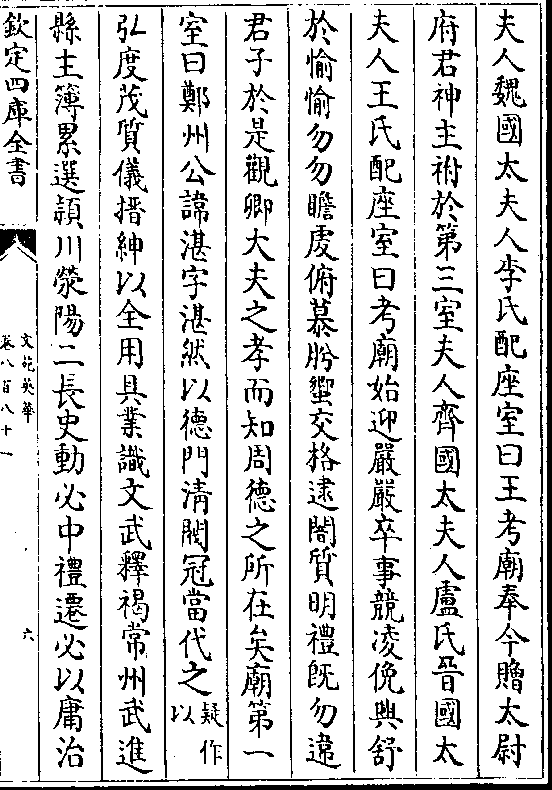 夫人魏國太夫人李氏配座室曰王考廟奉今贈太尉
府君神主祔於第三室夫人齊國太夫人盧氏晉國太
夫人王氏配座室曰考廟始迎嚴嚴卒事競凌俛興舒
於愉愉勿勿瞻虔俯慕肹蠁交格逮闇質明禮既勿違
君子於是觀卿大夫之孝而知周德之所在矣廟第一
室曰鄭州公諱湛字湛然以德門清閥冠當代之疑作以
弘度茂質儀搢紳以全用具業識文武釋褐常州武進
縣主簿累選潁川滎陽二長史動必中禮遷必以庸治
欽定四庫全書
文苑英華
卷八百八十一
六